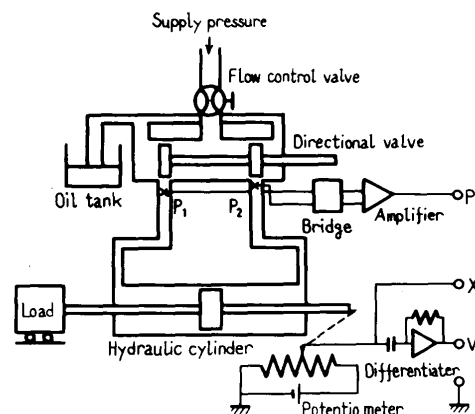 Supply pressure
Flow control valve
Directional valve
Oil tank
P1
P2
Bridge
Amplifier
P
X
Load
Hydraulic cylinder
V
Differentiater
Potentio meter